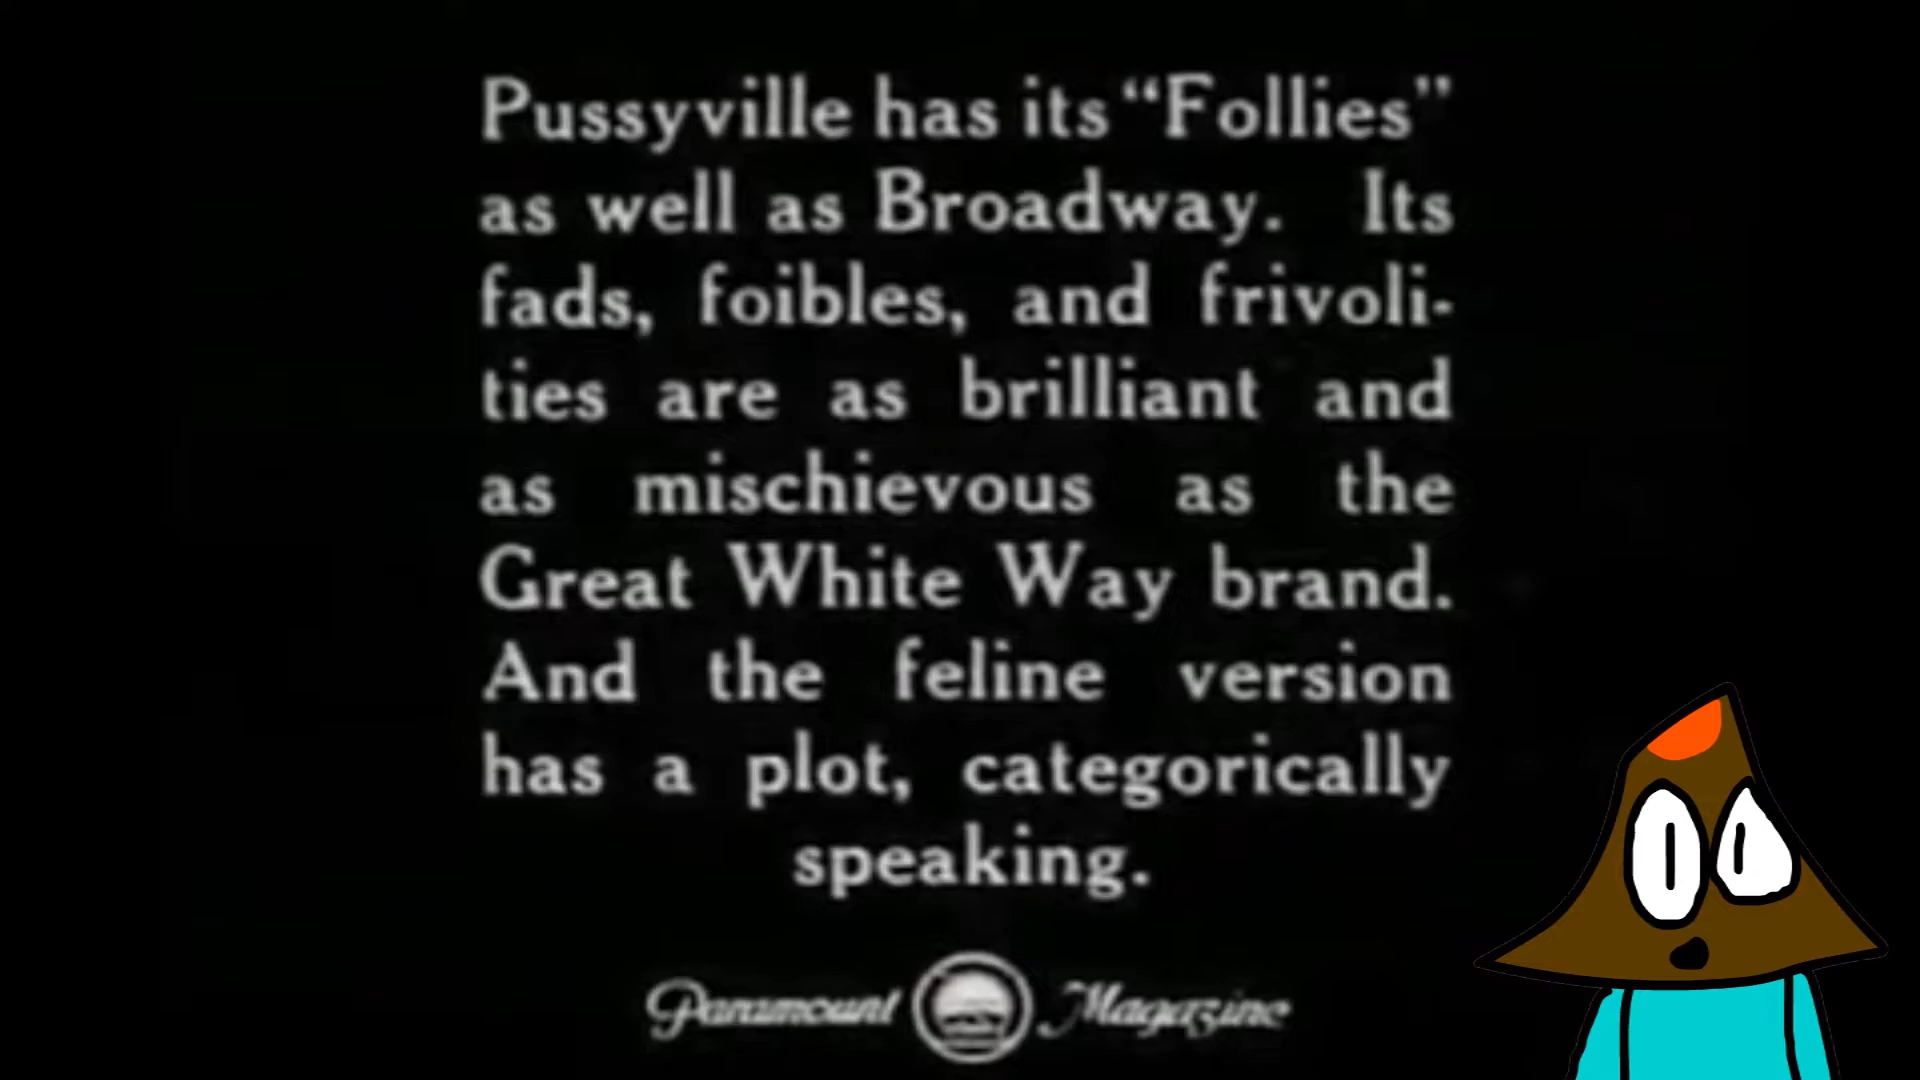 Pussyville has its “Follies”
as well as Broadway. Its
fads, foibles, and frivoli-
ties are as brilliant and
as mischievous as the
Great White Way brand.
And the feline version
has a plot, categorically
speaking.
Paramount Magazine